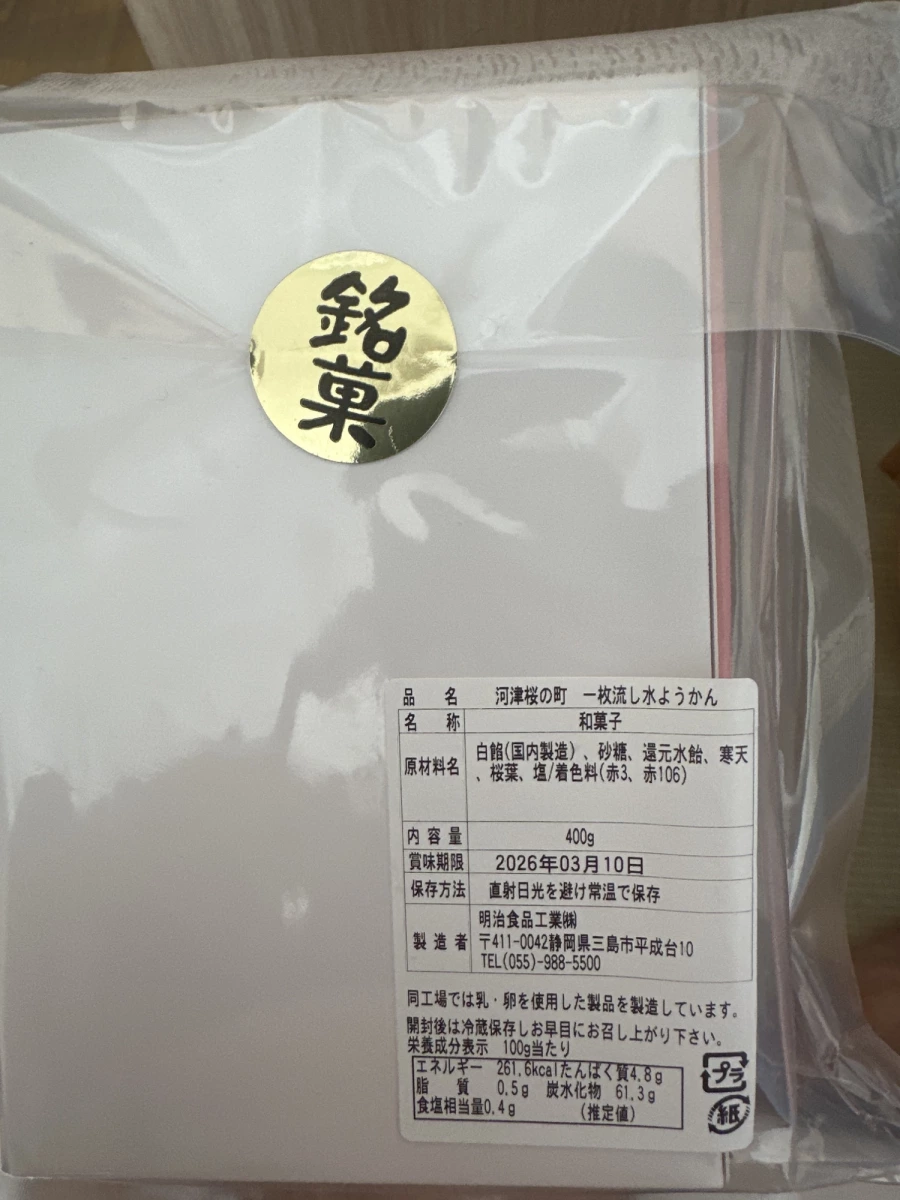 銘菓
品名 河津桜の町 一枚流し水ようかん
名称 和菓子
原材料名 白餡(国内製造)、砂糖、還元水飴、寒天
、桜葉、塩/着色料(赤3、赤106)
内容量 400g
賞味期限 2026年03月10日
保存方法 直射日光を避け常温で保存
製造者 明治食品工業㈱
〒411-0042静岡県三島市平成台10
TEL(055)-988-5500
同工場では乳・卵を使用した製品を製造しています。
開封後は冷蔵保存しお早目にお召し上がり下さい。
栄養成分表示 100g当たり
エネルギー 261.6kcalたんぱく質4.8g
脂質 0.5g 炭水化物 61.3g
食塩相当量0.4g (推定値)
プラ
紙